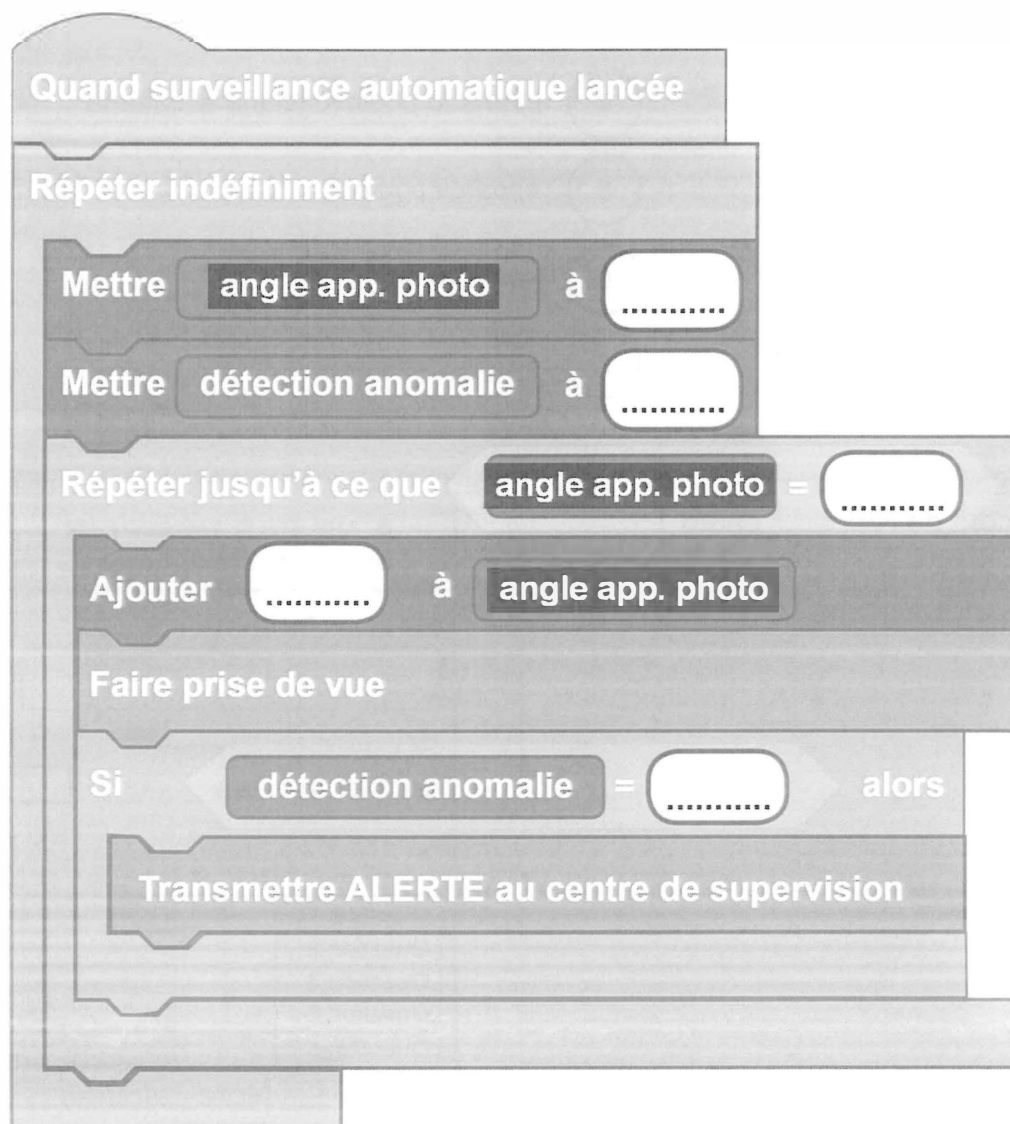 Quand surveillance automatique lancée
Répéter indéfiniment
Mettre angle app. photo à ...........
Mettre détection anomalie à ...........
Répéter jusqu'à ce que angle app. photo = ...........
Ajouter ........... à angle app. photo
Faire prise de vue
Si détection anomalie = ........... alors
Transmettre ALERTE au centre de supervision